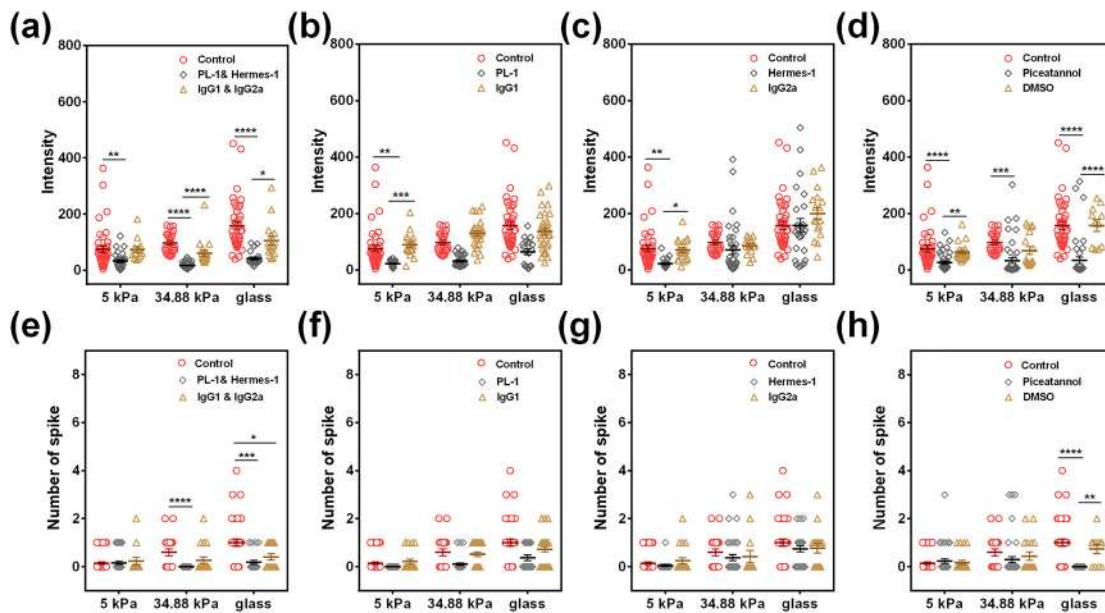 (a)
800
600
400
200
0
Intensity
Control
PL-1& Hermes-1
IgG1 & IgG2a
**
****
****
****
*
5 kPa 34.88 kPa glass
(b)
800
600
400
200
0
Intensity
Control
PL-1
IgG1
**
***
5 kPa 34.88 kPa glass
(c)
800
600
400
200
0
Intensity
Control
Hermes-1
IgG2a
**
*
5 kPa 34.88 kPa glass
(d)
800
600
400
200
0
Intensity
Control
Piceatannol
DMSO
****
**
***
****
****
5 kPa 34.88 kPa glass
(e)
8
6
4
2
0
Number of spike
Control
PL-1& Hermes-1
IgG1 & IgG2a
****
*
***
5 kPa 34.88 kPa glass
(f)
8
6
4
2
0
Number of spike
Control
PL-1
IgG1
5 kPa 34.88 kPa glass
(g)
8
6
4
2
0
Number of spike
Control
Hermes-1
IgG2a
5 kPa 34.88 kPa glass
(h)
8
6
4
2
0
Number of spike
Control
Piceatannol
DMSO
****
**
5 kPa 34.88 kPa glass